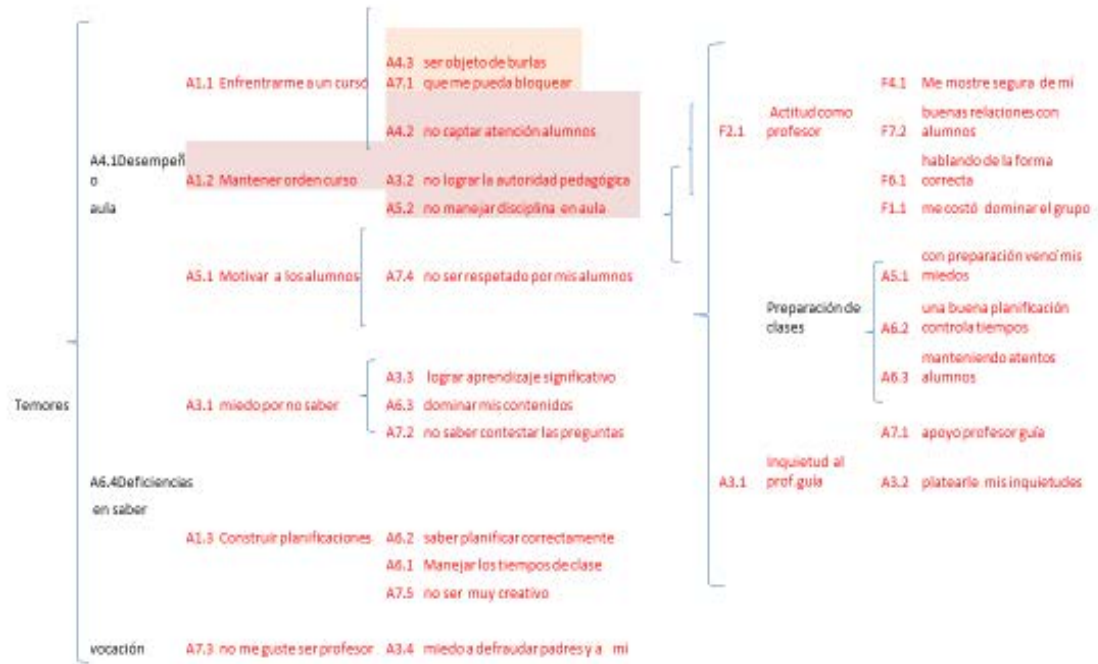 A4.3 ser objeto de burlas
A1.1 Enfrentrarme a un curso A7.1 que me pueda bloquear
A4.2 no captar atención alumnos
A4.1Desempeñ
o
aula
A1.2 Mantener orden curso A3.2 no lograr la autoridad pedagógica
A5.2 no manejar disciplina en aula
A5.1 Motivar a los alumnos A7.4 no ser respetado por mis alumnos
Temores
A3.3 lograr aprendizaje significativo
A3.1 miedo por no saber A6.3 dominar mis contenidos
A7.2 no saber contestar las preguntas
A6.4Deficiencias
en saber
A1.3 Construir planificaciones A6.2 saber planificar correctamente
A6.1 Manejar los tiempos de clase
A7.5 no ser muy creativo
vocación A7.3 no me guste ser profesor A3.4 miedo a defraudar padres y a mi
F2.1 Actitud como
profesor
F4.1 Me mostre segura de mi
F7.2 buenas relaciones con
alumnos
F6.1 hablando de la forma
correcta
F1.1 me costó dominar el grupo
Preparación de
clases
A5.1 con preparación vencí mis
miedos
A6.2 una buena planificación
controla tiempos
A6.3 manteniendo atentos
alumnos
A3.1 Inquietud al
prof.guía
A7.1 apoyo profesor guía
A3.2 platearle mis inquietudes